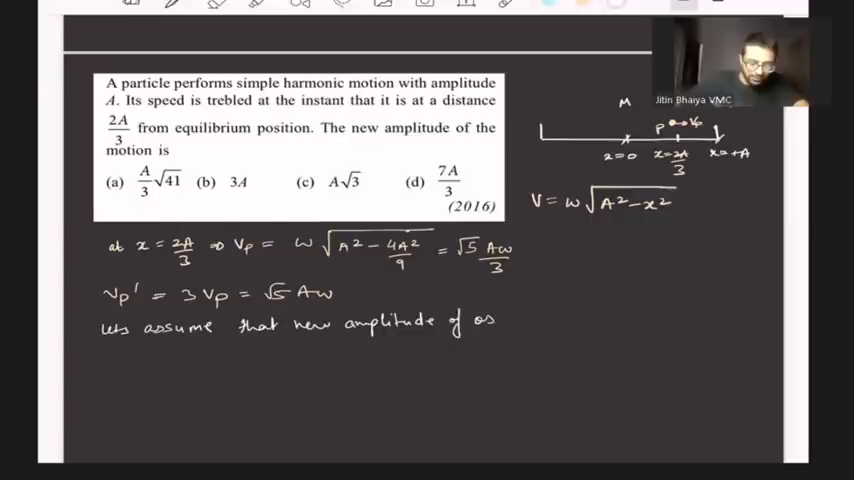 Jitin Bhaiya VMC
A particle performs simple harmonic motion with amplitude
A. Its speed is trebled at the instant that it is at a distance
2A/3 from equilibrium position. The new amplitude of the
motion is
(a) A/3 √41 (b) 3A (c) A√3 (d) 7A/3
(2016)
M
P Vp
x=0 x=2A/3 x=+A
V = ω √(A² − x²)
at x = 2A/3 ⇒ Vp = ω √(A² − 4A²/9) = √5 Aω/3
Vp' = 3 Vp = √5 Aω
lets assume that new amplitude of os